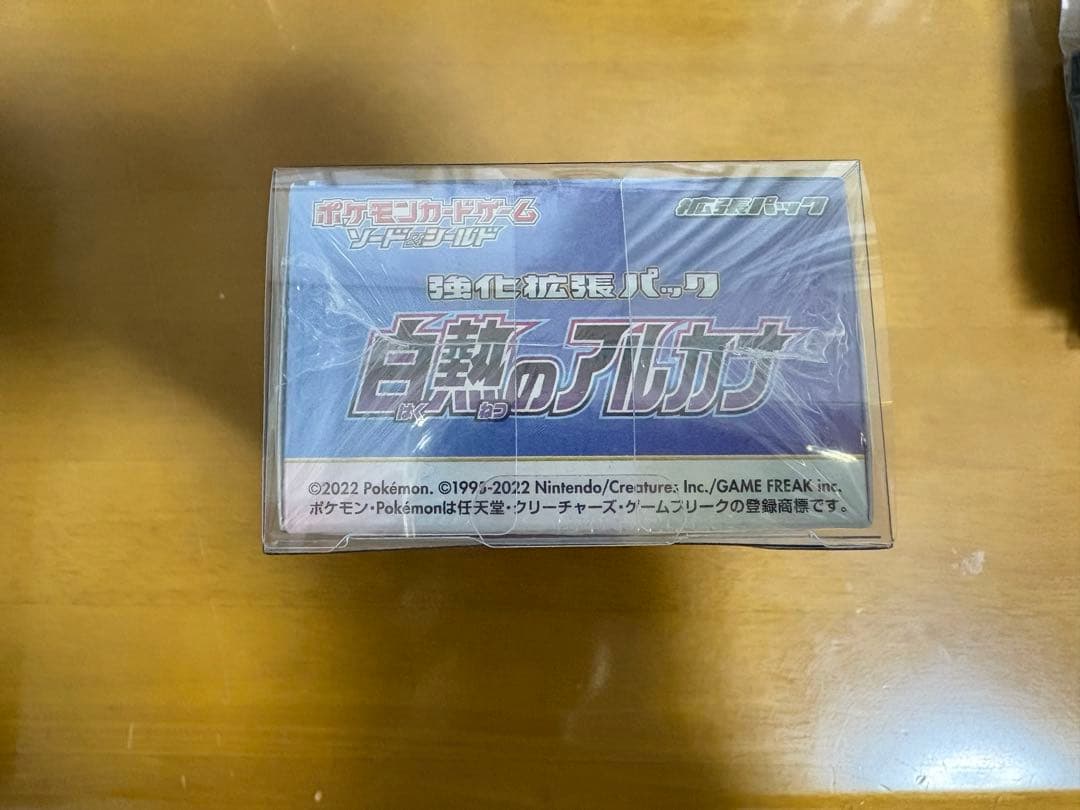 ポケモンカードゲーム
ソード&シールド
拡張パック
強化拡張パック
白熱のアルカナ
はくねつ
©2022 Pokémon. ©1995-2022 Nintendo/Creatures Inc./GAME FREAK inc.
ポケモン・Pokémonは任天堂・クリーチャーズ・ゲームフリークの登録商標です。